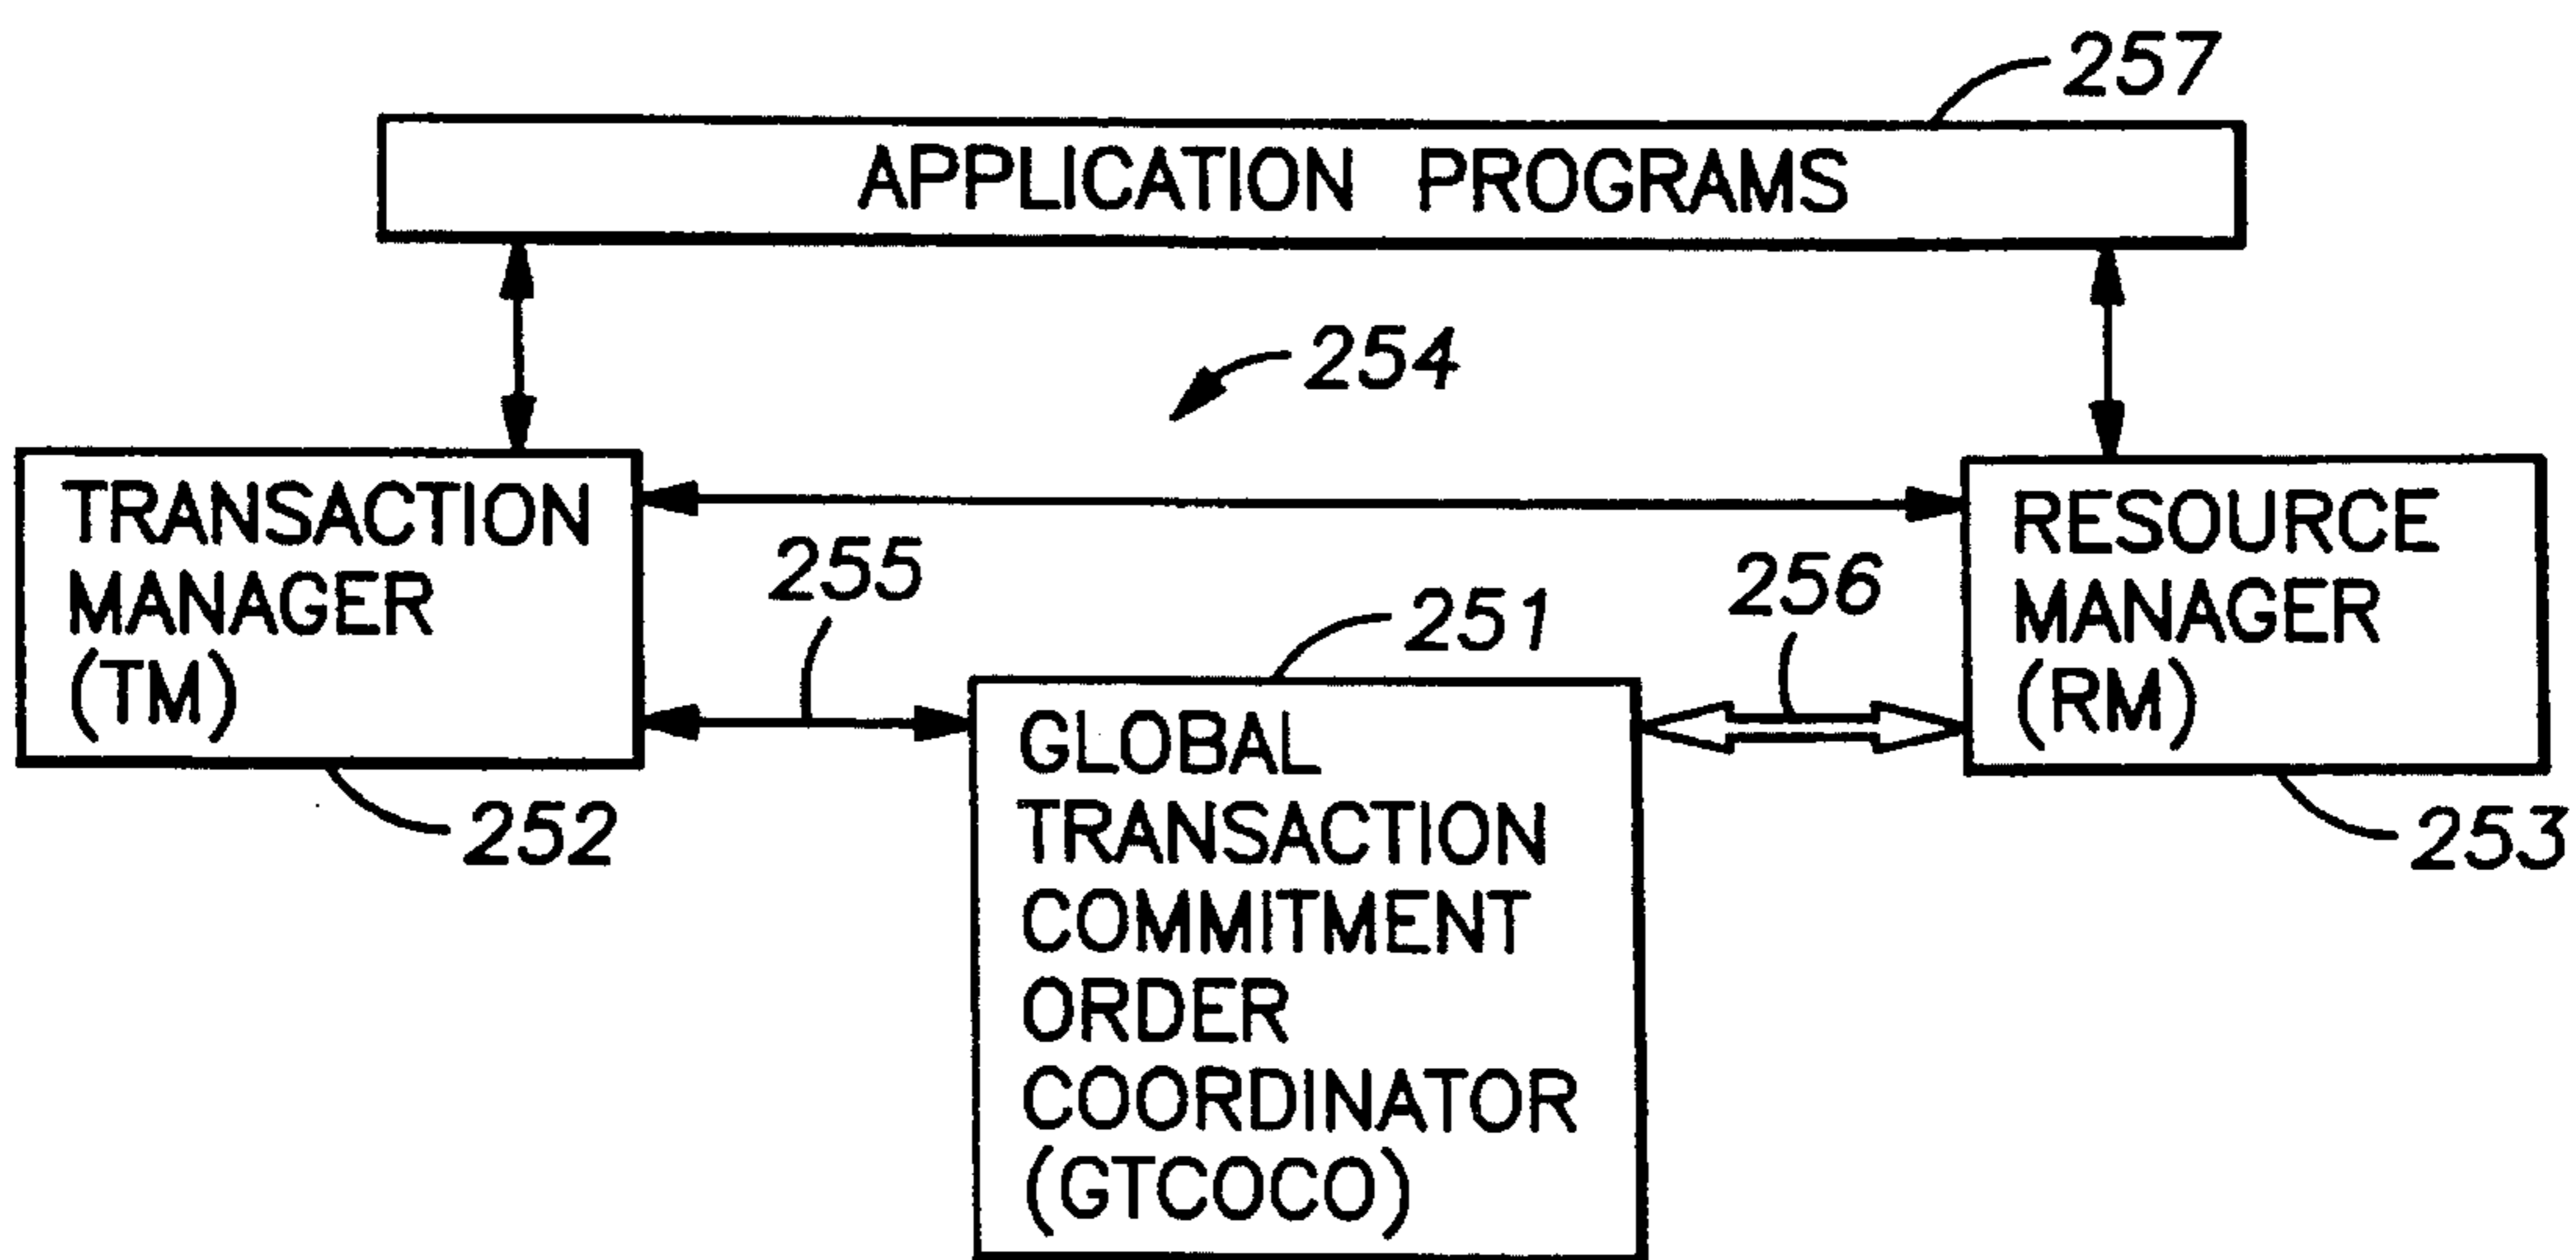 257
APPLICATION PROGRAMS
254
TRANSACTION
MANAGER
(TM)
252
255
251
GLOBAL
TRANSACTION
COMMITMENT
ORDER
COORDINATOR
(GTCOCO)
256
RESOURCE
MANAGER
(RM)
253